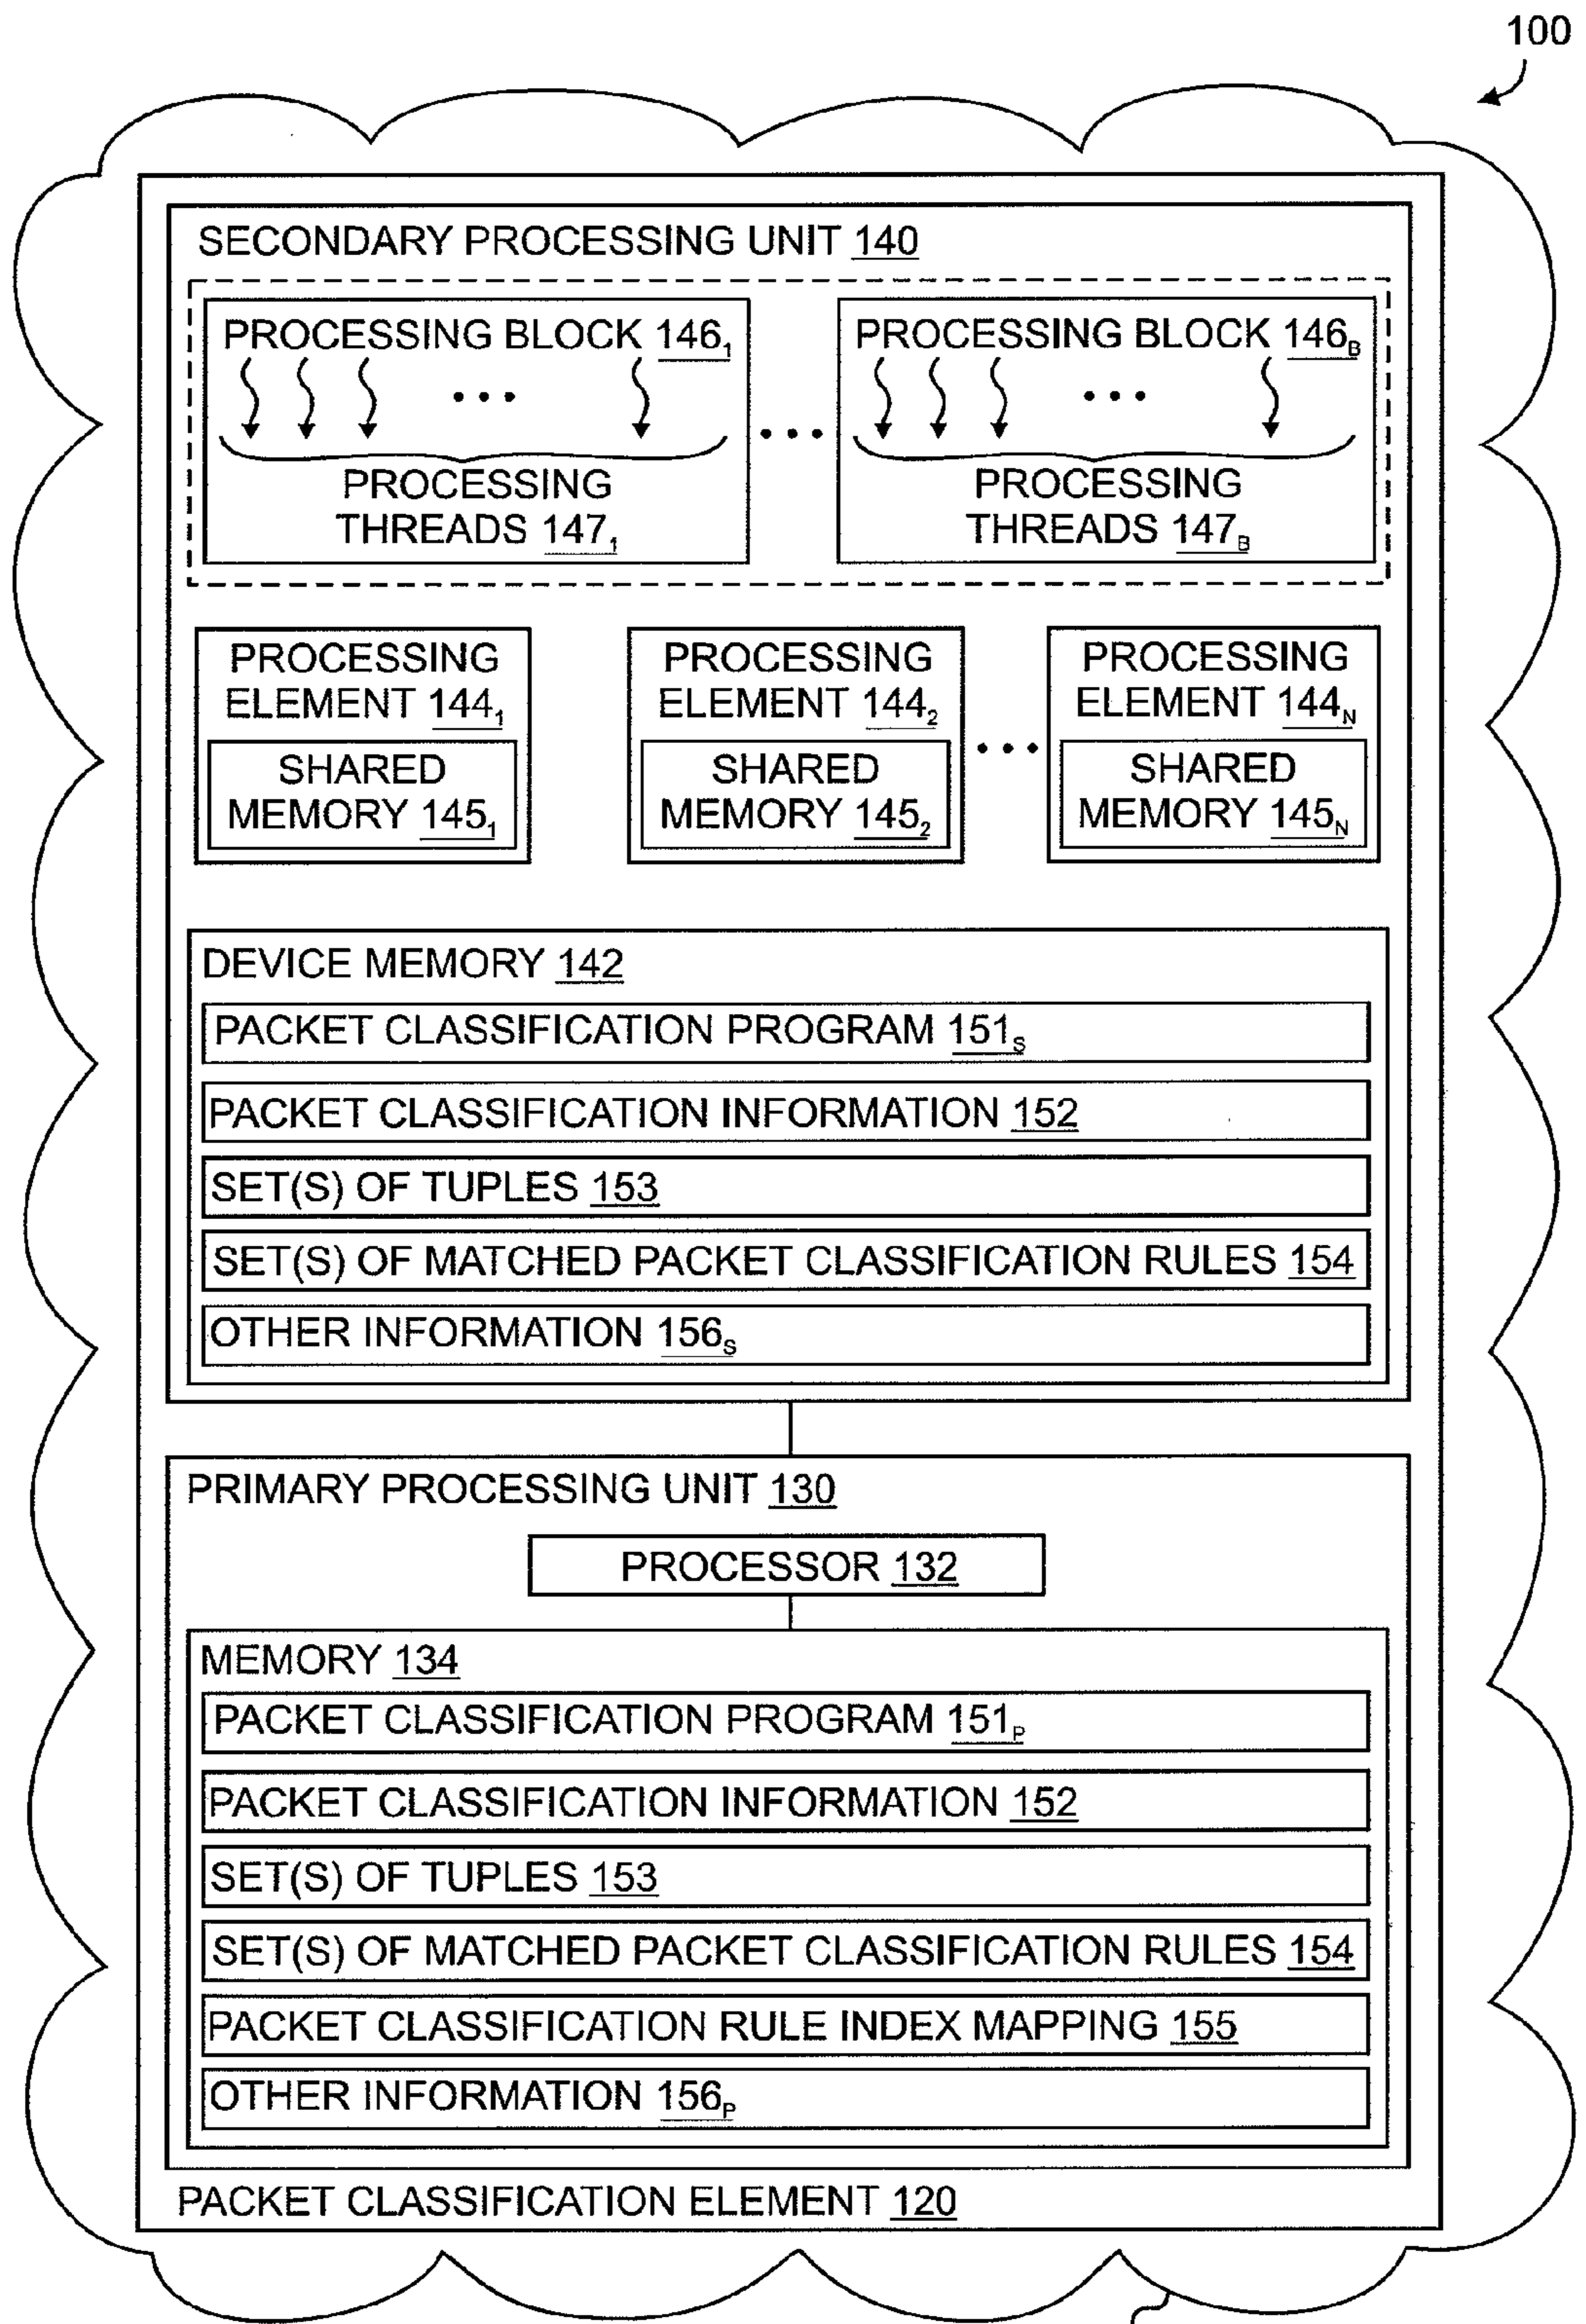 100
SECONDARY PROCESSING UNIT 140
PROCESSING BLOCK 146₁
PROCESSING THREADS 147₁
PROCESSING BLOCK 146B
PROCESSING THREADS 147B
PROCESSING
ELEMENT 144₁
SHARED
MEMORY 145₁
PROCESSING
ELEMENT 144₂
SHARED
MEMORY 145₂
PROCESSING
ELEMENT 144N
SHARED
MEMORY 145N
DEVICE MEMORY 142
PACKET CLASSIFICATION PROGRAM 151S
PACKET CLASSIFICATION INFORMATION 152
SET(S) OF TUPLES 153
SET(S) OF MATCHED PACKET CLASSIFICATION RULES 154
OTHER INFORMATION 156S
PRIMARY PROCESSING UNIT 130
PROCESSOR 132
MEMORY 134
PACKET CLASSIFICATION PROGRAM 151P
PACKET CLASSIFICATION INFORMATION 152
SET(S) OF TUPLES 153
SET(S) OF MATCHED PACKET CLASSIFICATION RULES 154
PACKET CLASSIFICATION RULE INDEX MAPPING 155
OTHER INFORMATION 156P
PACKET CLASSIFICATION ELEMENT 120